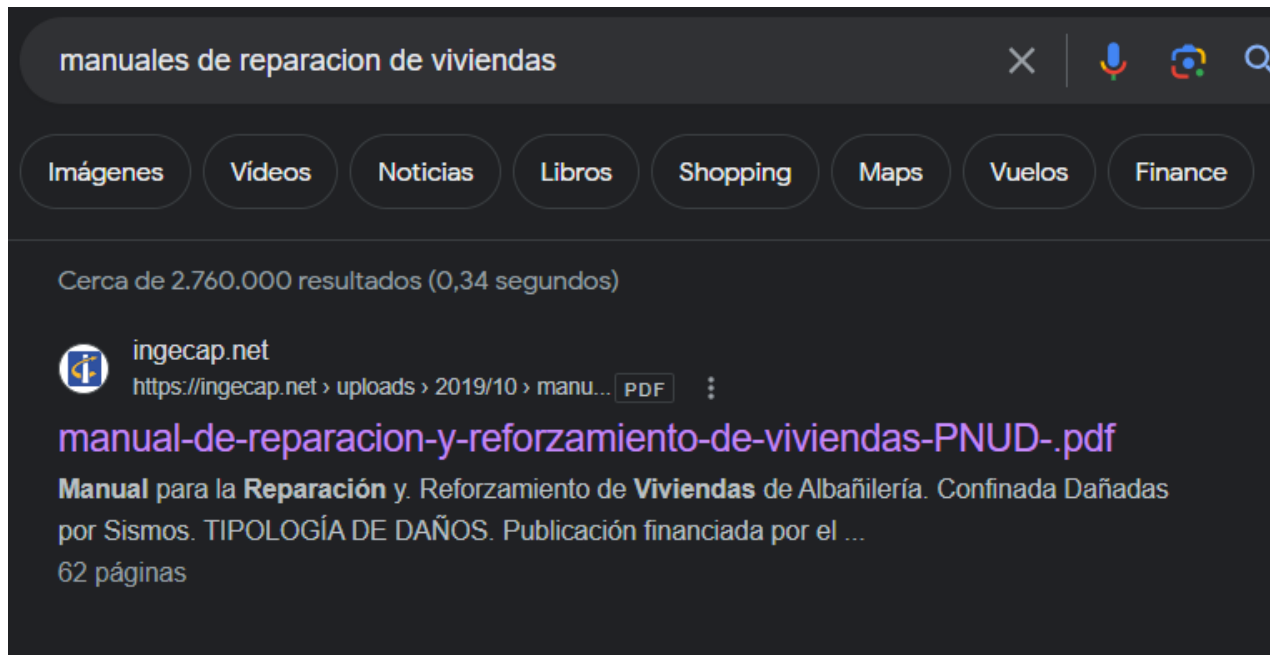 manuales de reparacion de viviendas
Imágenes Vídeos Noticias Libros Shopping Maps Vuelos Finance
Cerca de 2.760.000 resultados (0,34 segundos)
ingecap.net
https://ingecap.net › uploads › 2019/10 › manu... PDF
manual-de-reparacion-y-reforzamiento-de-viviendas-PNUD-.pdf
Manual para la Reparación y. Reforzamiento de Viviendas de Albañilería. Confinada Dañadas
por Sismos. TIPOLOGÍA DE DAÑOS. Publicación financiada por el ...
62 páginas